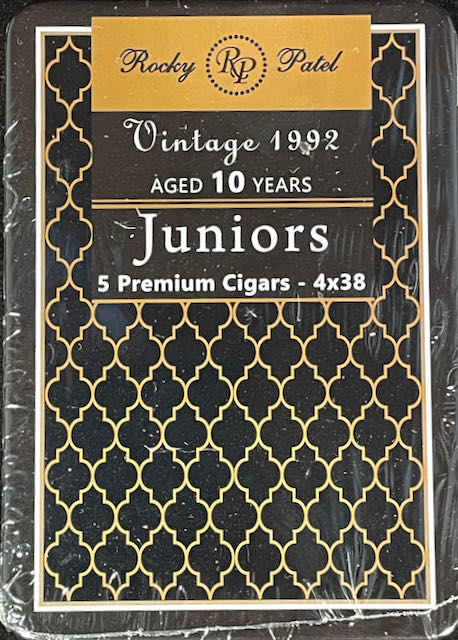 Rocky RP Patel
Vintage 1992
AGED 10 YEARS
Juniors
5 Premium Cigars - 4x38